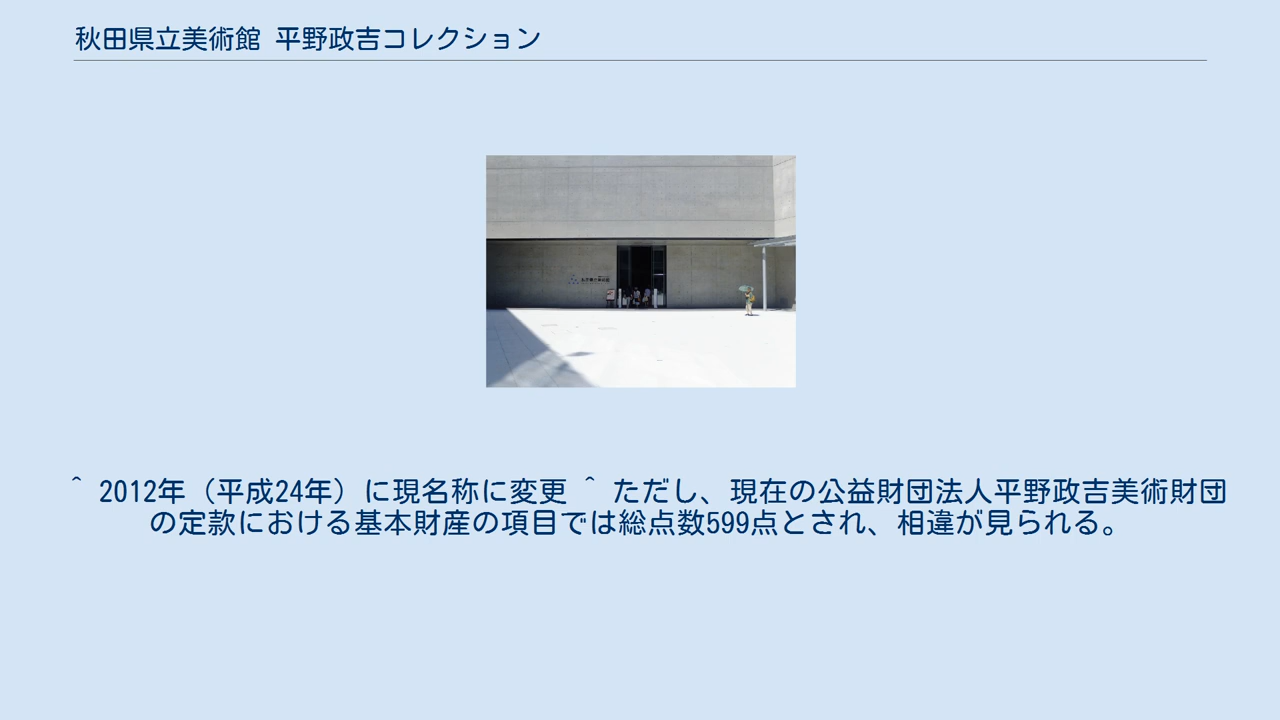 秋田県立美術館 平野政吉コレクション
^ 2012年（平成24年）に現名称に変更 ^ ただし、現在の公益財団法人平野政吉美術財団
の定款における基本財産の項目では総点数599点とされ、相違が見られる。